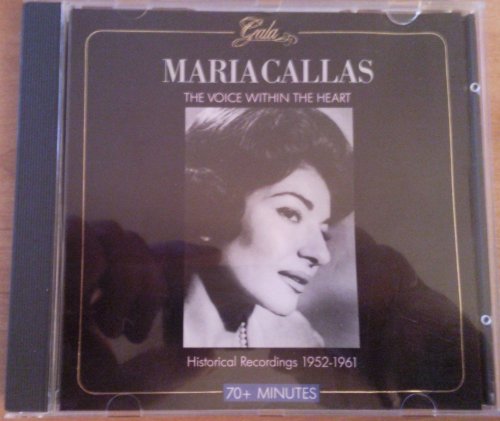 Gala
MARIA CALLAS
THE VOICE WITHIN THE HEART
Historical Recordings 1952-1961
70+ MINUTES